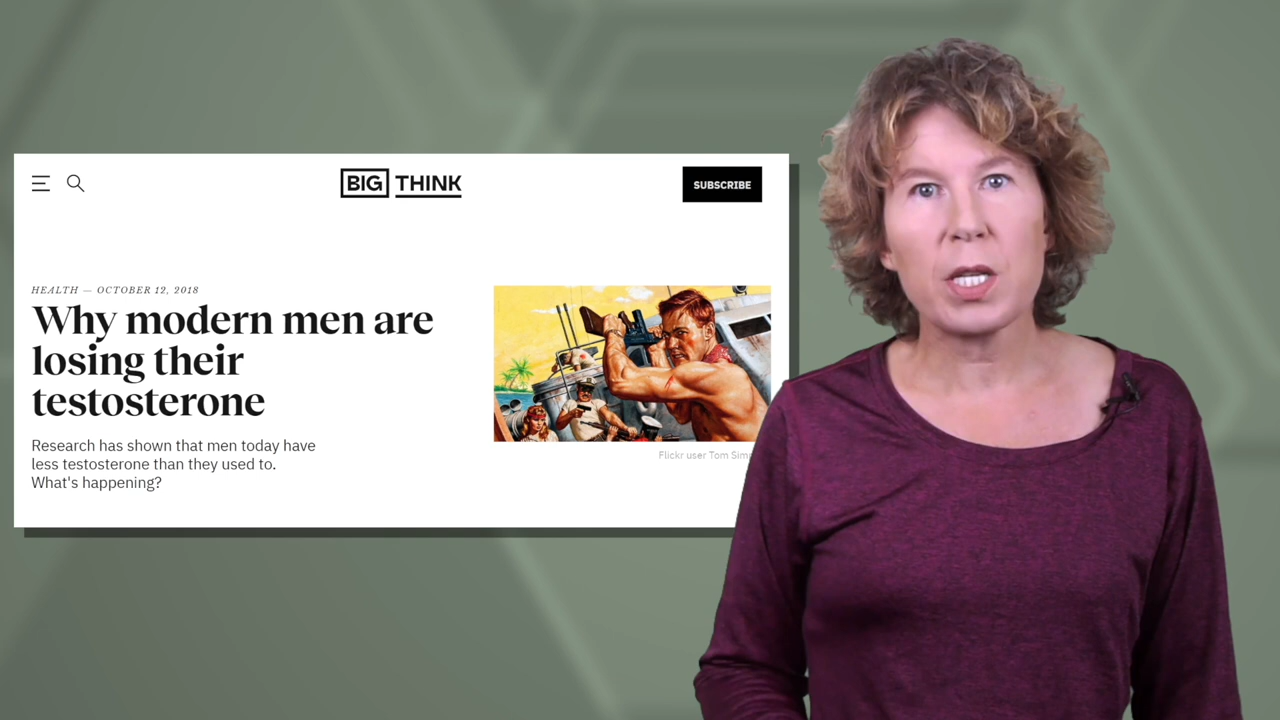 BIG THINK
SUBSCRIBE
HEALTH — OCTOBER 12, 2018
Why modern men are
losing their
testosterone
Research has shown that men today have
less testosterone than they used to.
What's happening?
Flickr user Tom